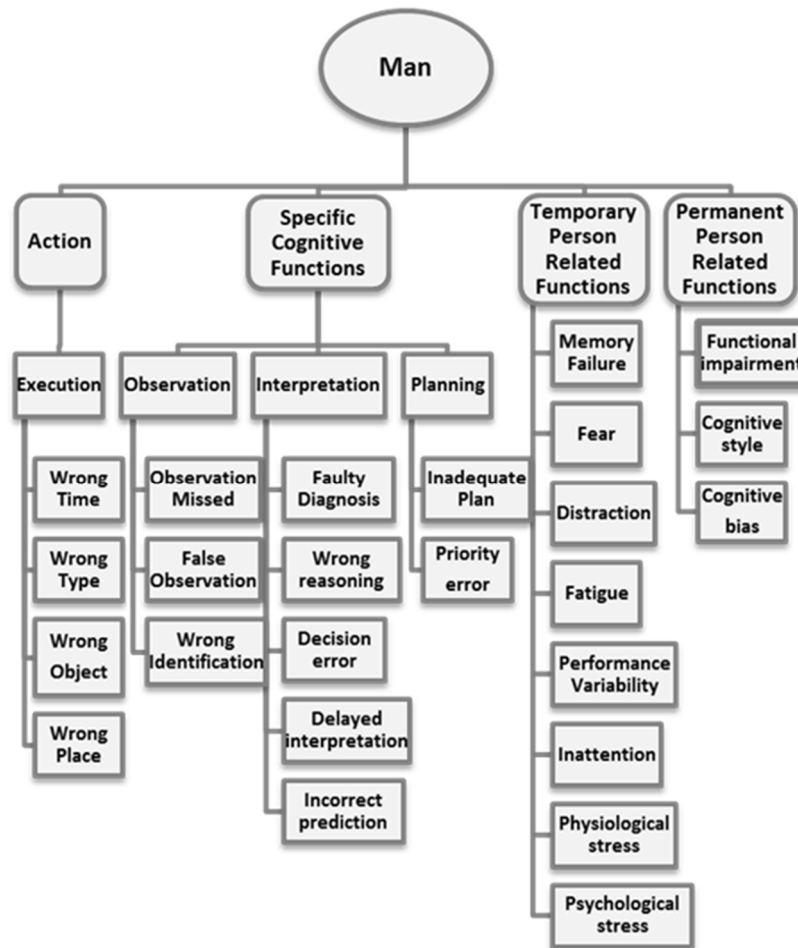 Man
Action
Specific
Cognitive
Functions
Temporary
Person
Related
Functions
Permanent
Person
Related
Functions
Execution
Wrong
Time
Wrong
Type
Wrong
Object
Wrong
Place
Observation
Observation
Missed
False
Observation
Wrong
Identification
Interpretation
Faulty
Diagnosis
Wrong
reasoning
Decision
error
Delayed
interpretation
Incorrect
prediction
Planning
Inadequate
Plan
Priority
error
Memory
Failure
Fear
Distraction
Fatigue
Performance
Variability
Inattention
Physiological
stress
Psychological
stress
Functional
impairment
Cognitive
style
Cognitive
bias